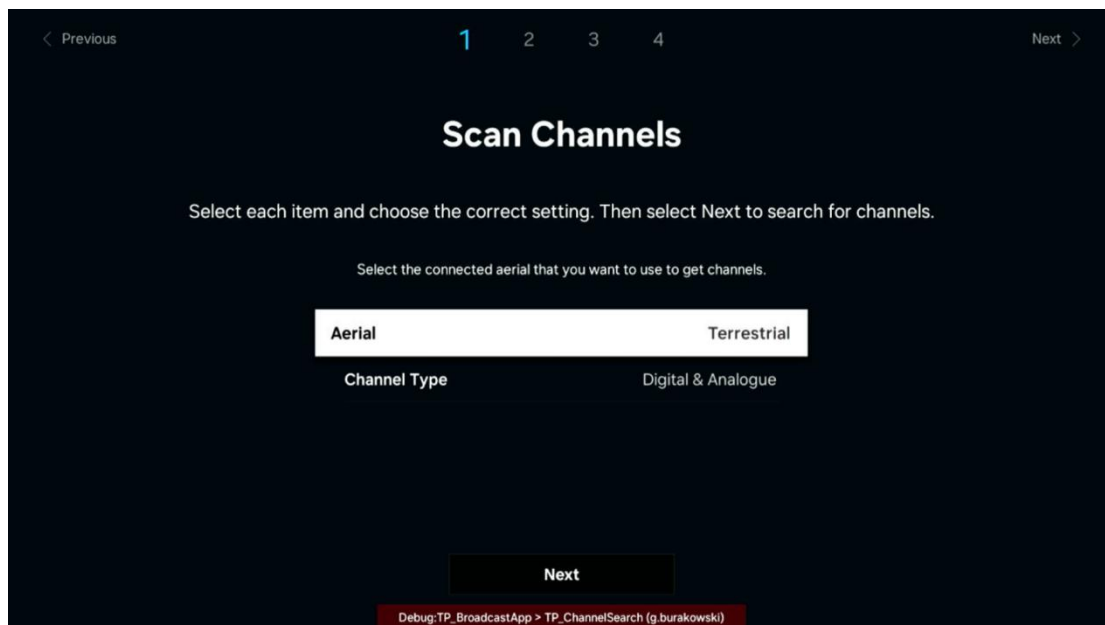 Previous 1 2 3 4 Next
Scan Channels
Select each item and choose the correct setting. Then select Next to search for channels.
Select the connected aerial that you want to use to get channels.
Aerial Terrestrial
Channel Type Digital & Analogue
Next
Debug:TP_BroadcastApp > TP_ChannelSearch (g.burakowski)